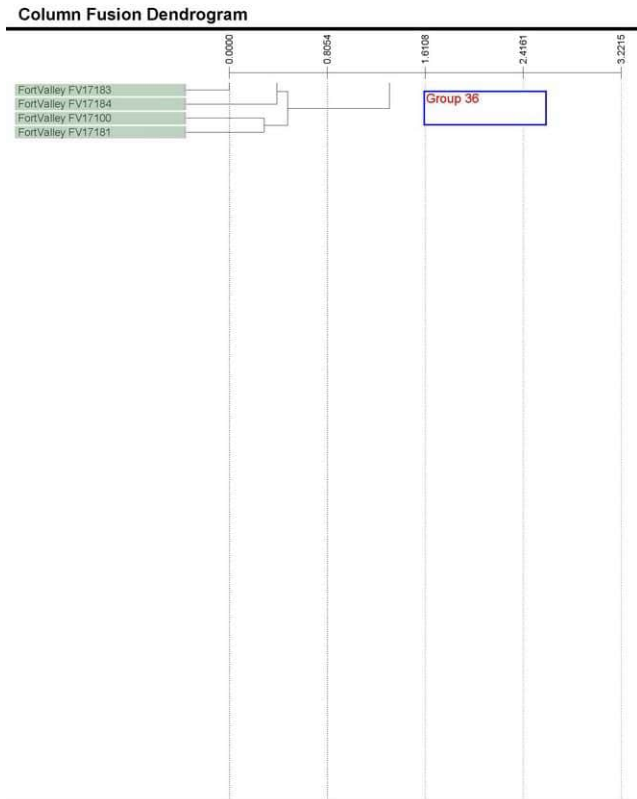 Column Fusion Dendrogram
0.0000
0.8054
1.6108
2.4161
3.2215
FortValley FV17183
FortValley FV17184
FortValley FV17100
FortValley FV17181
Group 36